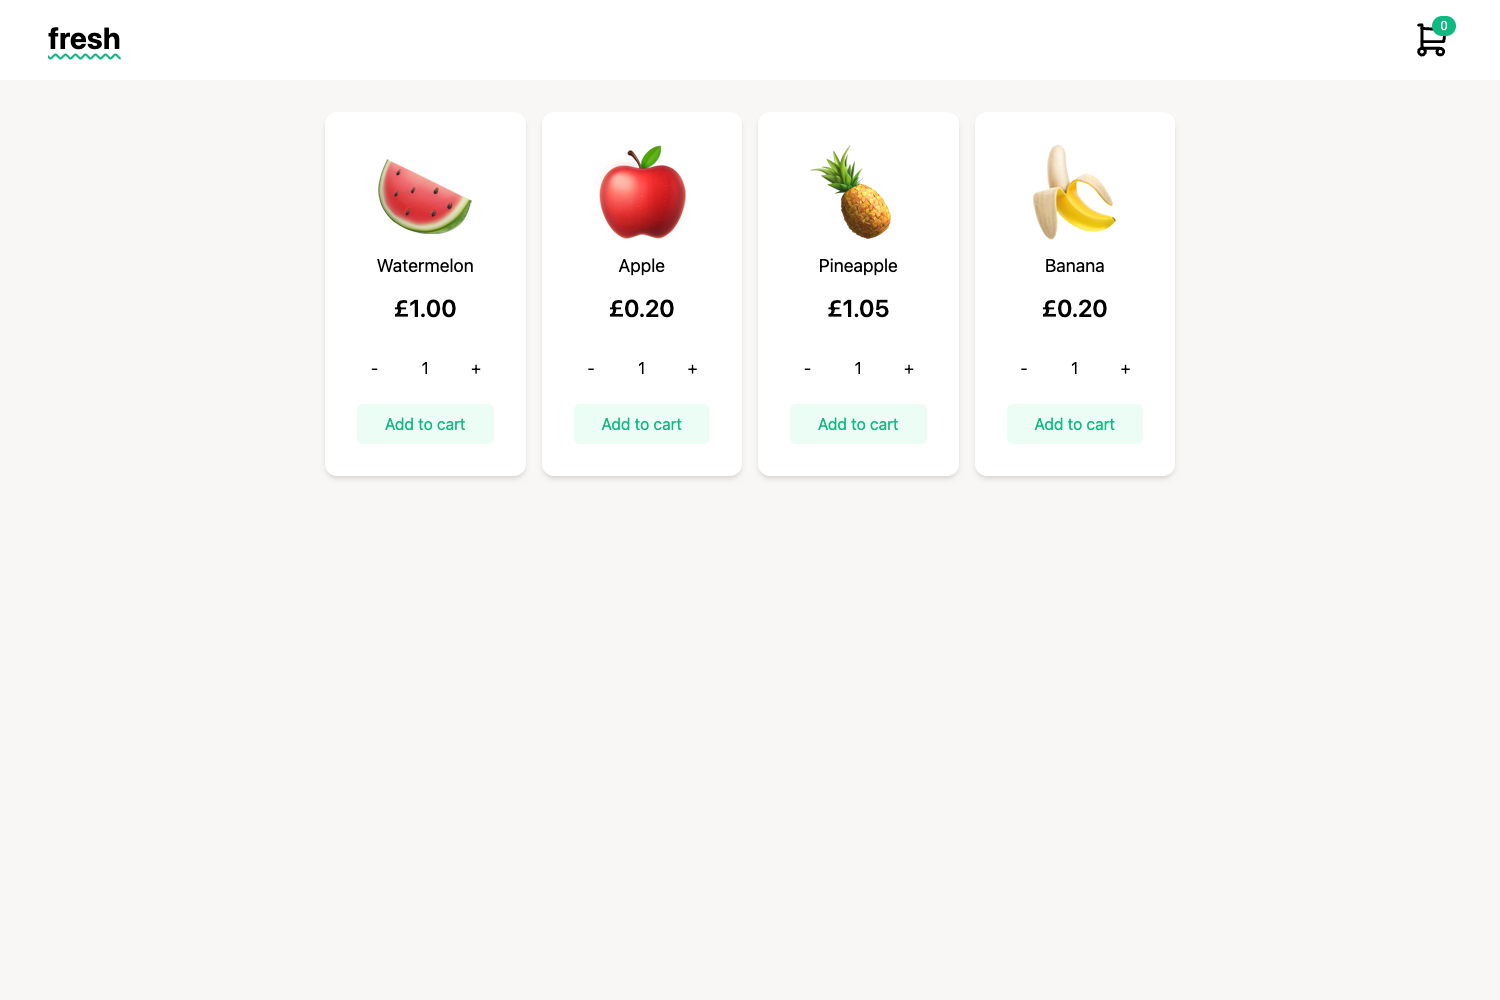 fresh
0
Watermelon
£1.00
- 1 +
Add to cart
Apple
£0.20
- 1 +
Add to cart
Pineapple
£1.05
- 1 +
Add to cart
Banana
£0.20
- 1 +
Add to cart